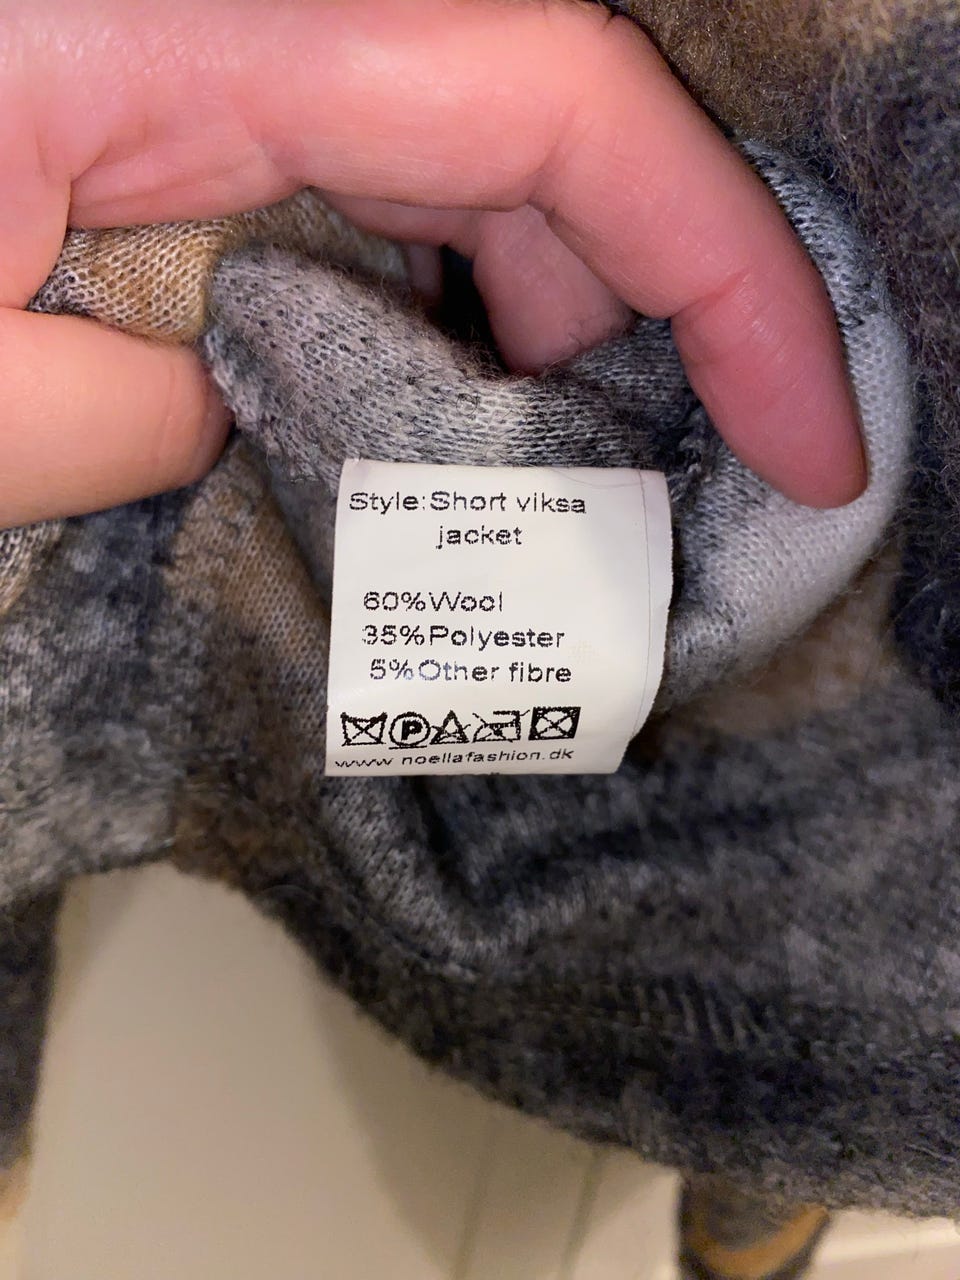 Style:Short viksa
jacket
60%Wool
35%Polyester
5%Other fibre
P
www noellafashion.dk